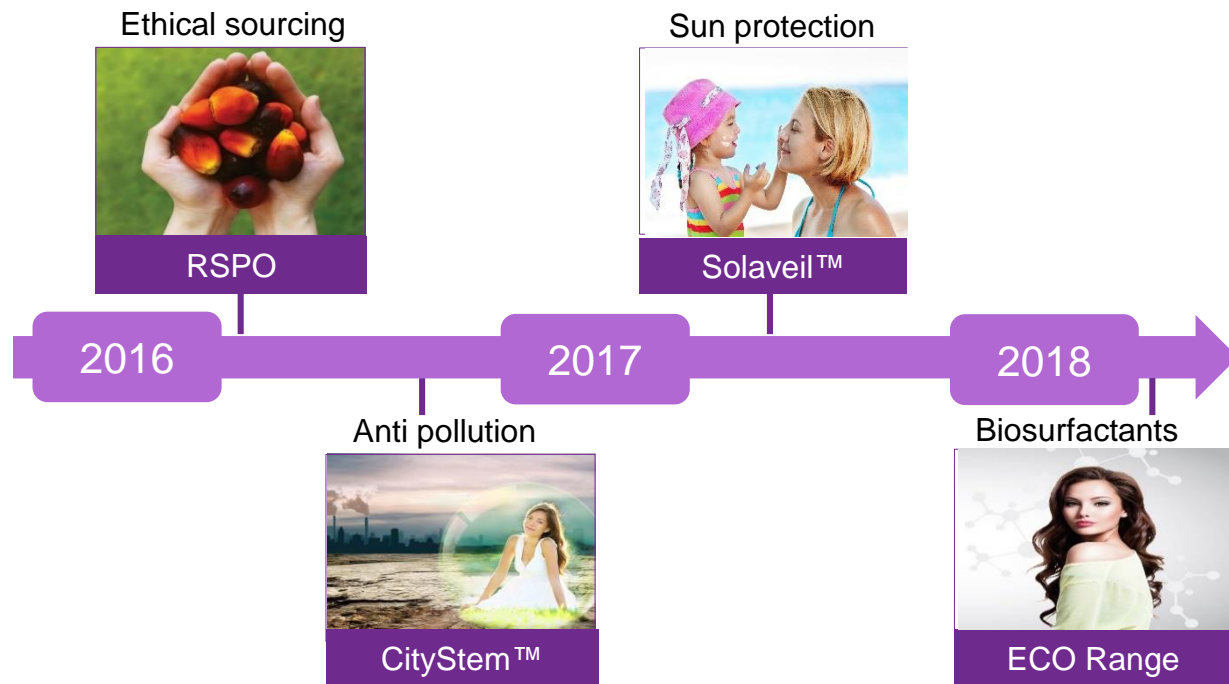 Ethical sourcing
Sun protection
RSPO
Solaveil™
2016
2017
2018
Anti pollution
Biosurfactants
CityStem™
ECO Range